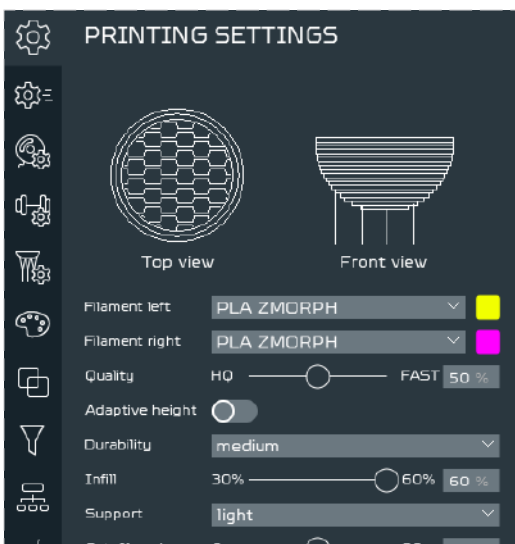 PRINTING SETTINGS
Top view Front view
Filament left PLA ZMORPH
Filament right PLA ZMORPH
Quality HQ FAST 50 %
Adaptive height
Durability medium
Infill 30% 60% 60 %
Support light